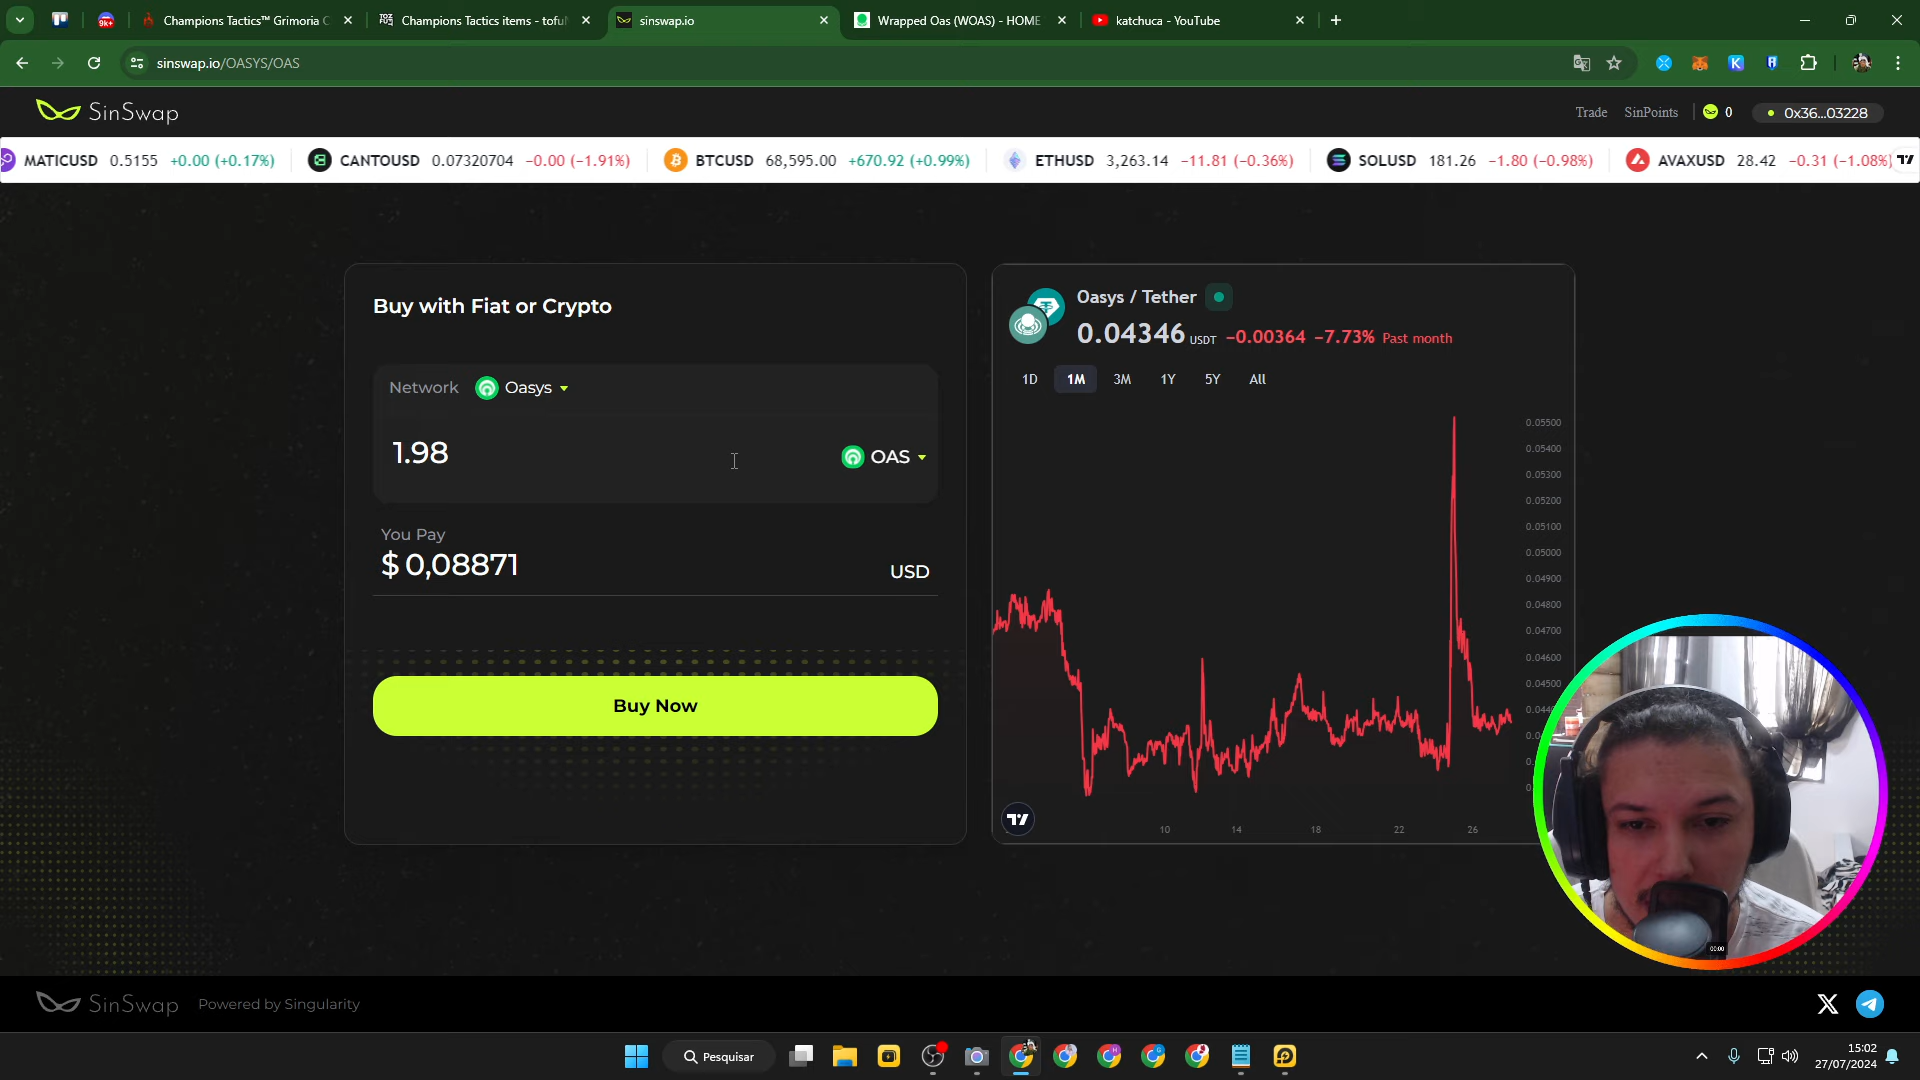 Champions Tactics™ Grimoria C
Champions Tactics items - tofu
sinswap.io
Wrapped Oas (WOAS) - HOME
katchuca - YouTube
9k+
sinswap.io/OASYS/OAS
SinSwap
Trade
SinPoints
0
0x36...03228
MATICUSD 0.5155 +0.00 (+0.17%)
CANTOUSD 0.07320704 −0.00 (−1.91%)
BTCUSD 68,595.00 +670.92 (+0.99%)
ETHUSD 3,263.14 −11.81 (−0.36%)
SOLUSD 181.26 −1.80 (−0.98%)
AVAXUSD 28.42 −0.31 (−1.08%)
Buy with Fiat or Crypto
Network Oasys
1.98
OAS
You Pay
$ 0,08871
USD
Buy Now
Oasys / Tether
0.04346 USDT −0.00364 −7.73% Past month
1D 1M 3M 1Y 5Y All
0.05500
0.05400
0.05300
0.05200
0.05100
0.05000
0.04900
0.04800
0.04700
0.04600
0.04500
10 14 18 22 26
00:00
SinSwap Powered by Singularity
Pesquisar
15:02
27/07/2024